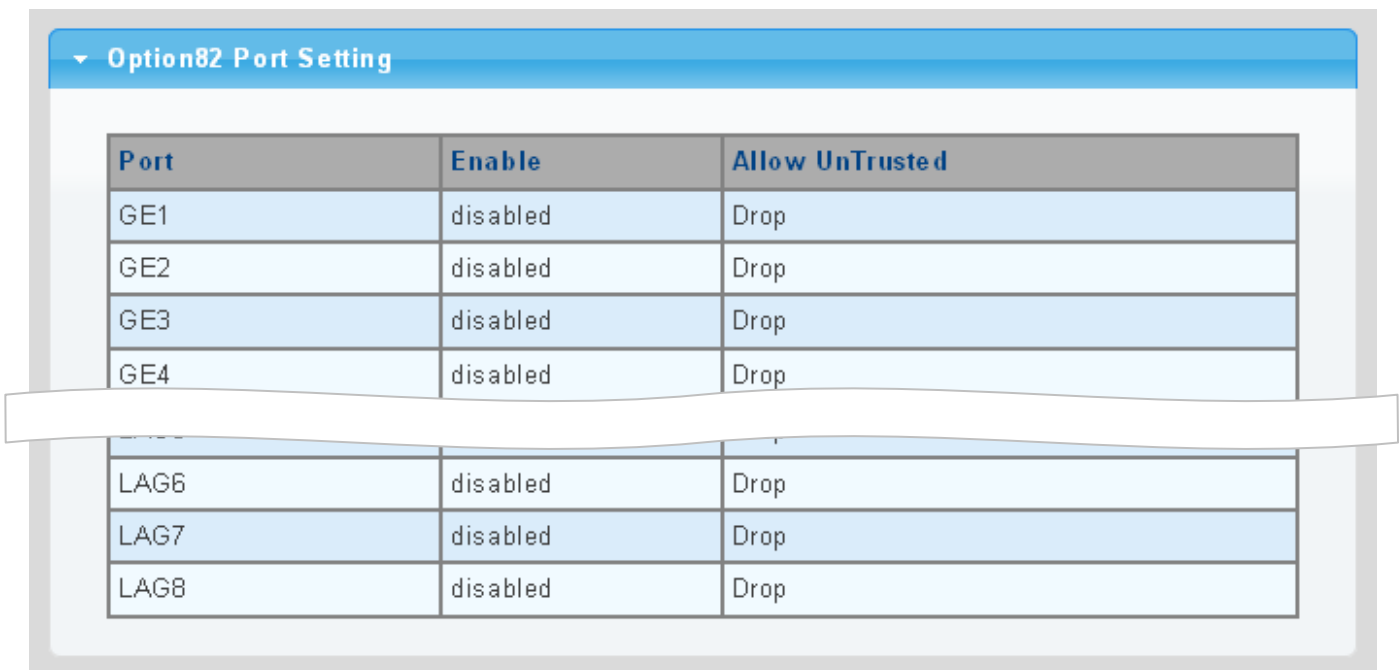 Option82 Port Setting
Port Enable Allow UnTrusted
GE1 disabled Drop
GE2 disabled Drop
GE3 disabled Drop
GE4 disabled Drop
LAG6 disabled Drop
LAG7 disabled Drop
LAG8 disabled Drop